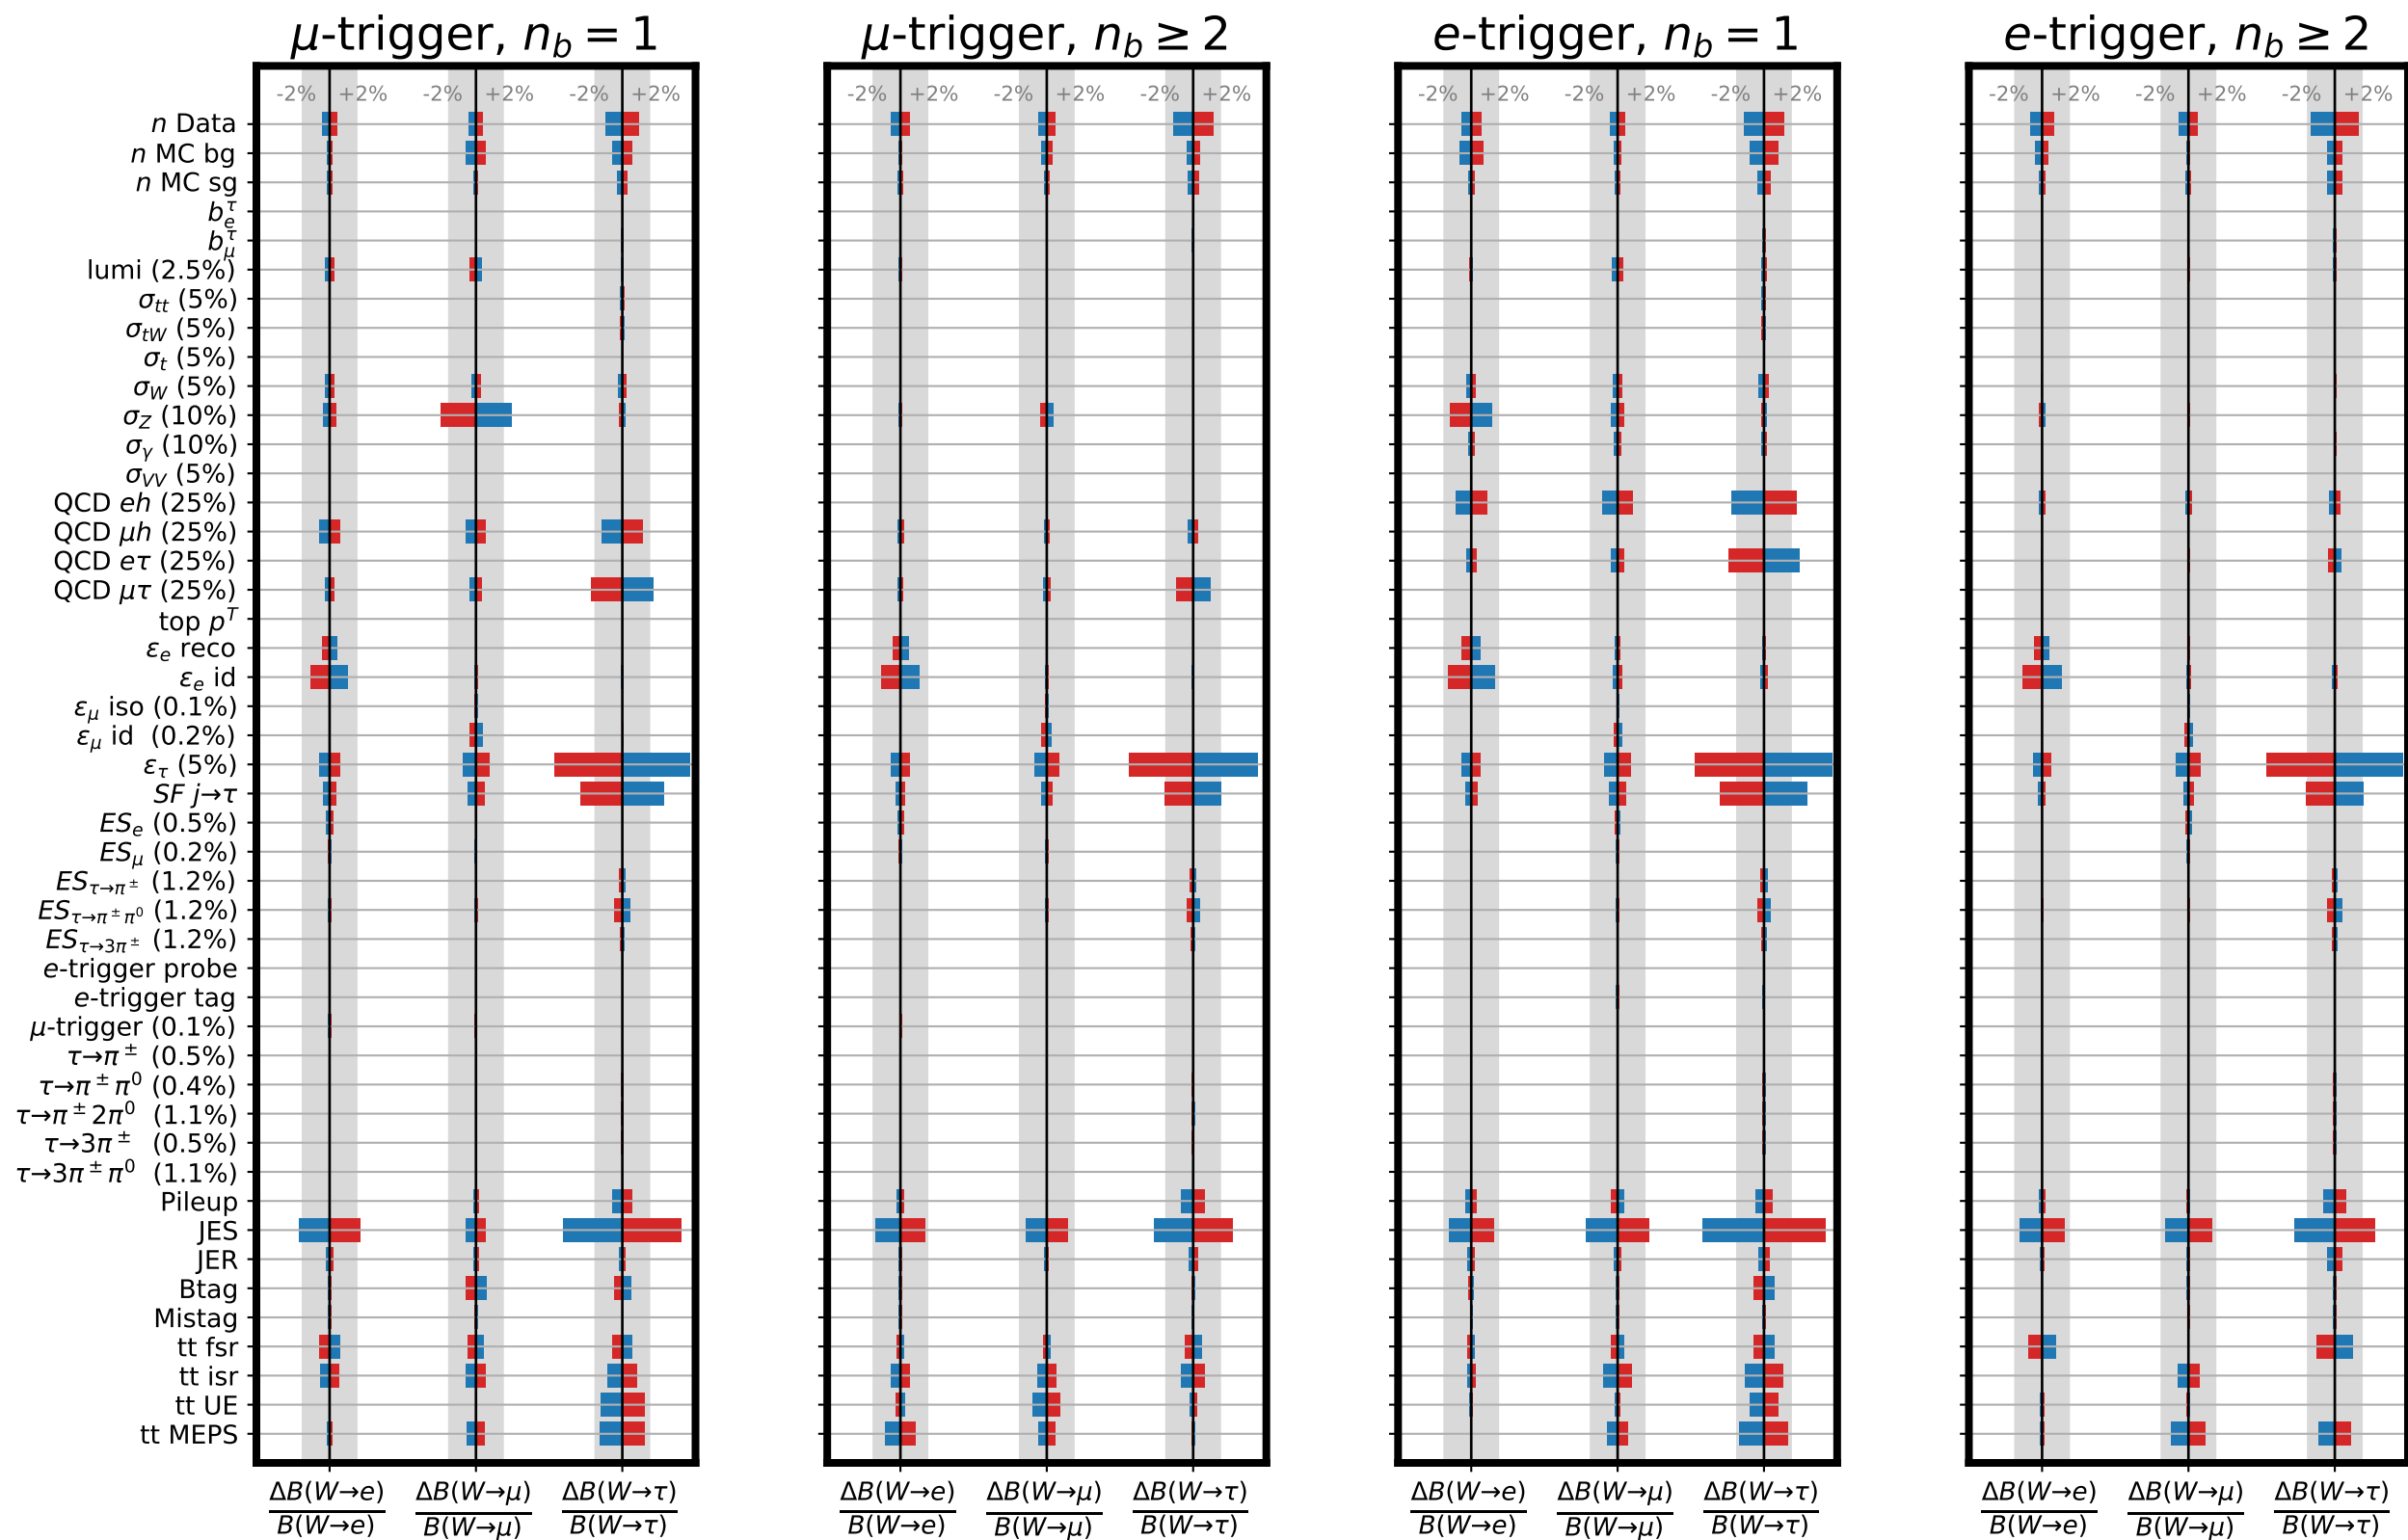 μ-trigger, n_b = 1 μ-trigger, n_b ≥ 2 e-trigger, n_b = 1 e-trigger, n_b ≥ 2
-2% +2% -2% +2% -2% +2% -2% +2% -2% +2% -2% +2% -2% +2% -2% +2% -2% +2% -2% +2% -2% +2% -2% +2%
n Data
n MC bg
n MC sg
b_e^τ
b_μ^τ
lumi (2.5%)
σ_tt (5%)
σ_tW (5%)
σ_t (5%)
σ_W (5%)
σ_Z (10%)
σ_γ (10%)
σ_VV (5%)
QCD eh (25%)
QCD μh (25%)
QCD eτ (25%)
QCD μτ (25%)
top p^T
ε_e reco
ε_e id
ε_μ iso (0.1%)
ε_μ id (0.2%)
ε_τ (5%)
SF j→τ
ES_e (0.5%)
ES_μ (0.2%)
ES_τ→π^± (1.2%)
ES_τ→π^±π^0 (1.2%)
ES_τ→3π^± (1.2%)
e-trigger probe
e-trigger tag
μ-trigger (0.1%)
τ→π^± (0.5%)
τ→π^±π^0 (0.4%)
τ→π^±2π^0 (1.1%)
τ→3π^± (0.5%)
τ→3π^±π^0 (1.1%)
Pileup
JES
JER
Btag
Mistag
tt fsr
tt isr
tt UE
tt MEPS
ΔB(W→e) ΔB(W→μ) ΔB(W→τ) ΔB(W→e) ΔB(W→μ) ΔB(W→τ) ΔB(W→e) ΔB(W→μ) ΔB(W→τ) ΔB(W→e) ΔB(W→μ) ΔB(W→τ)
B(W→e) B(W→μ) B(W→τ) B(W→e) B(W→μ) B(W→τ) B(W→e) B(W→μ) B(W→τ) B(W→e) B(W→μ) B(W→τ)